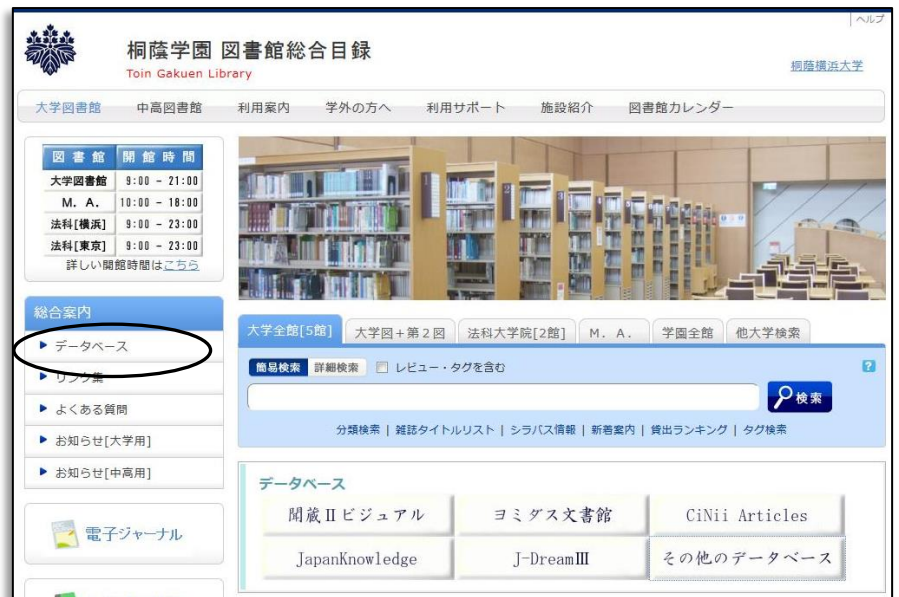 ヘルプ
桐蔭学園 図書館総合目録
Toin Gakuen Library
桐蔭横浜大学
大学図書館 中高図書館 利用案内 学外の方へ 利用サポート 施設紹介 図書館カレンダー
図書館 開館時間
大学図書館 9:00 - 21:00
M. A. 10:00 - 18:00
法科[横浜] 9:00 - 23:00
法科[東京] 9:00 - 23:00
詳しい開館時間はこちら
総合案内
データベース
リンク集
よくある質問
お知らせ[大学用]
お知らせ[中高用]
電子ジャーナル
大学全館[5館] 大学図+第2図 法科大学院[2館] M. A. 学園全館 他大学検索
簡易検索 詳細検索 レビュー・タグを含む
検索
分類検索 | 雑誌タイトルリスト | シラバス情報 | 新着案内 | 貸出ランキング | タグ検索
データベース
聞蔵Ⅱビジュアル ヨミダス文書館 CiNii Articles
JapanKnowledge J-DreamⅢ その他のデータベース